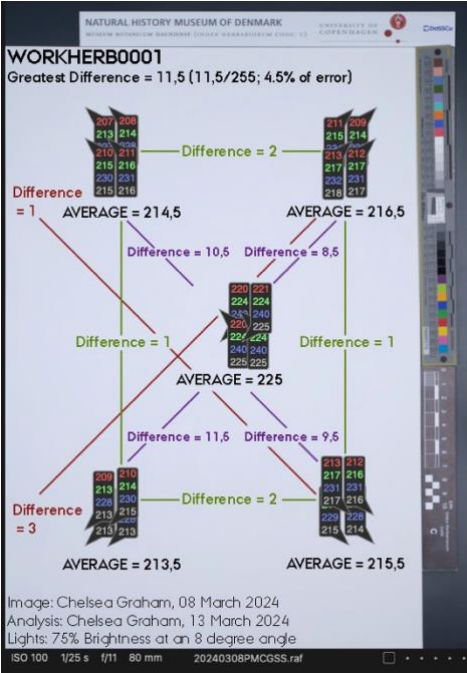 NATURAL HISTORY MUSEUM OF DENMARK
UNIVERSITY OF
COPENHAGEN
DaSSCo
WORKHERB0001
Greatest Difference = 11,5 (11,5/255; 4.5% of error)
207 208
213 214
210 211
215 216
230 231
215 216
Difference = 2
211 209
215 214
213 212
217 216
232 231
218 217
Difference
= 1
AVERAGE = 214,5
AVERAGE = 216,5
Difference = 10,5
Difference = 8,5
220 221
224 224
240
220 225
224 224
240 240
225 225
Difference = 1
Difference = 1
AVERAGE = 225
Difference = 11,5
Difference = 9,5
209 210
213 214
228 230
213 215
213 213
Difference = 2
213 212
217 216
231 231
217 216
229 228
215 214
Difference
= 3
AVERAGE = 213,5
AVERAGE = 215,5
Image: Chelsea Graham, 08 March 2024
Analysis: Chelsea Graham, 13 March 2024
Lights: 75% Brightness at an 8 degree angle
ISO 100 1/25 s f/11 80 mm 20240308PMCGSS.raf